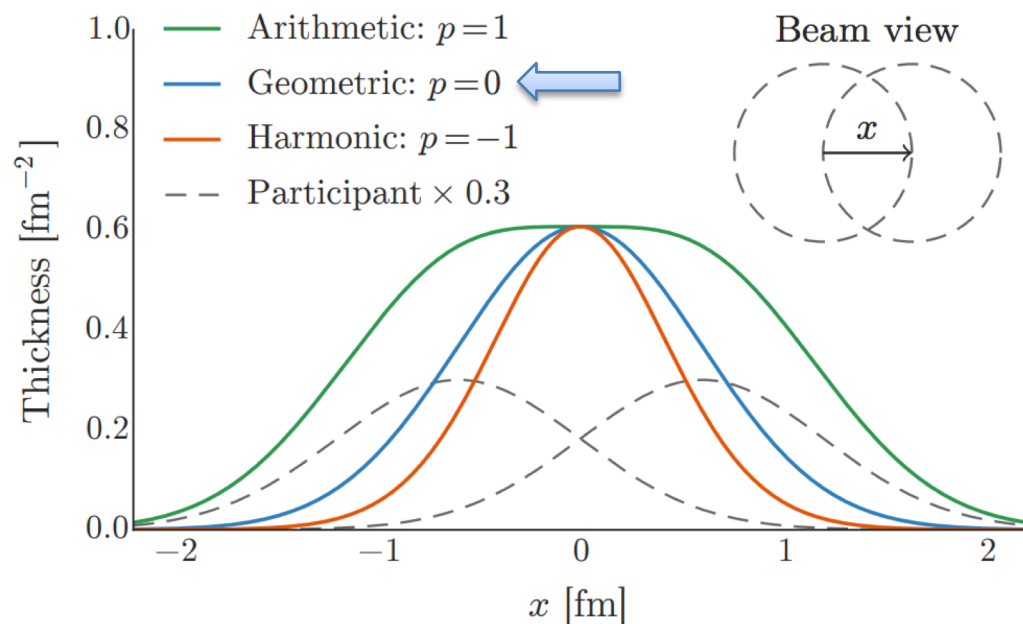 Arithmetic: p=1
Geometric: p=0
Harmonic: p=−1
Participant × 0.3
Beam view
x
Thickness [fm⁻²]
1.0
0.8
0.6
0.4
0.2
0.0
−2 −1 0 1 2
x [fm]